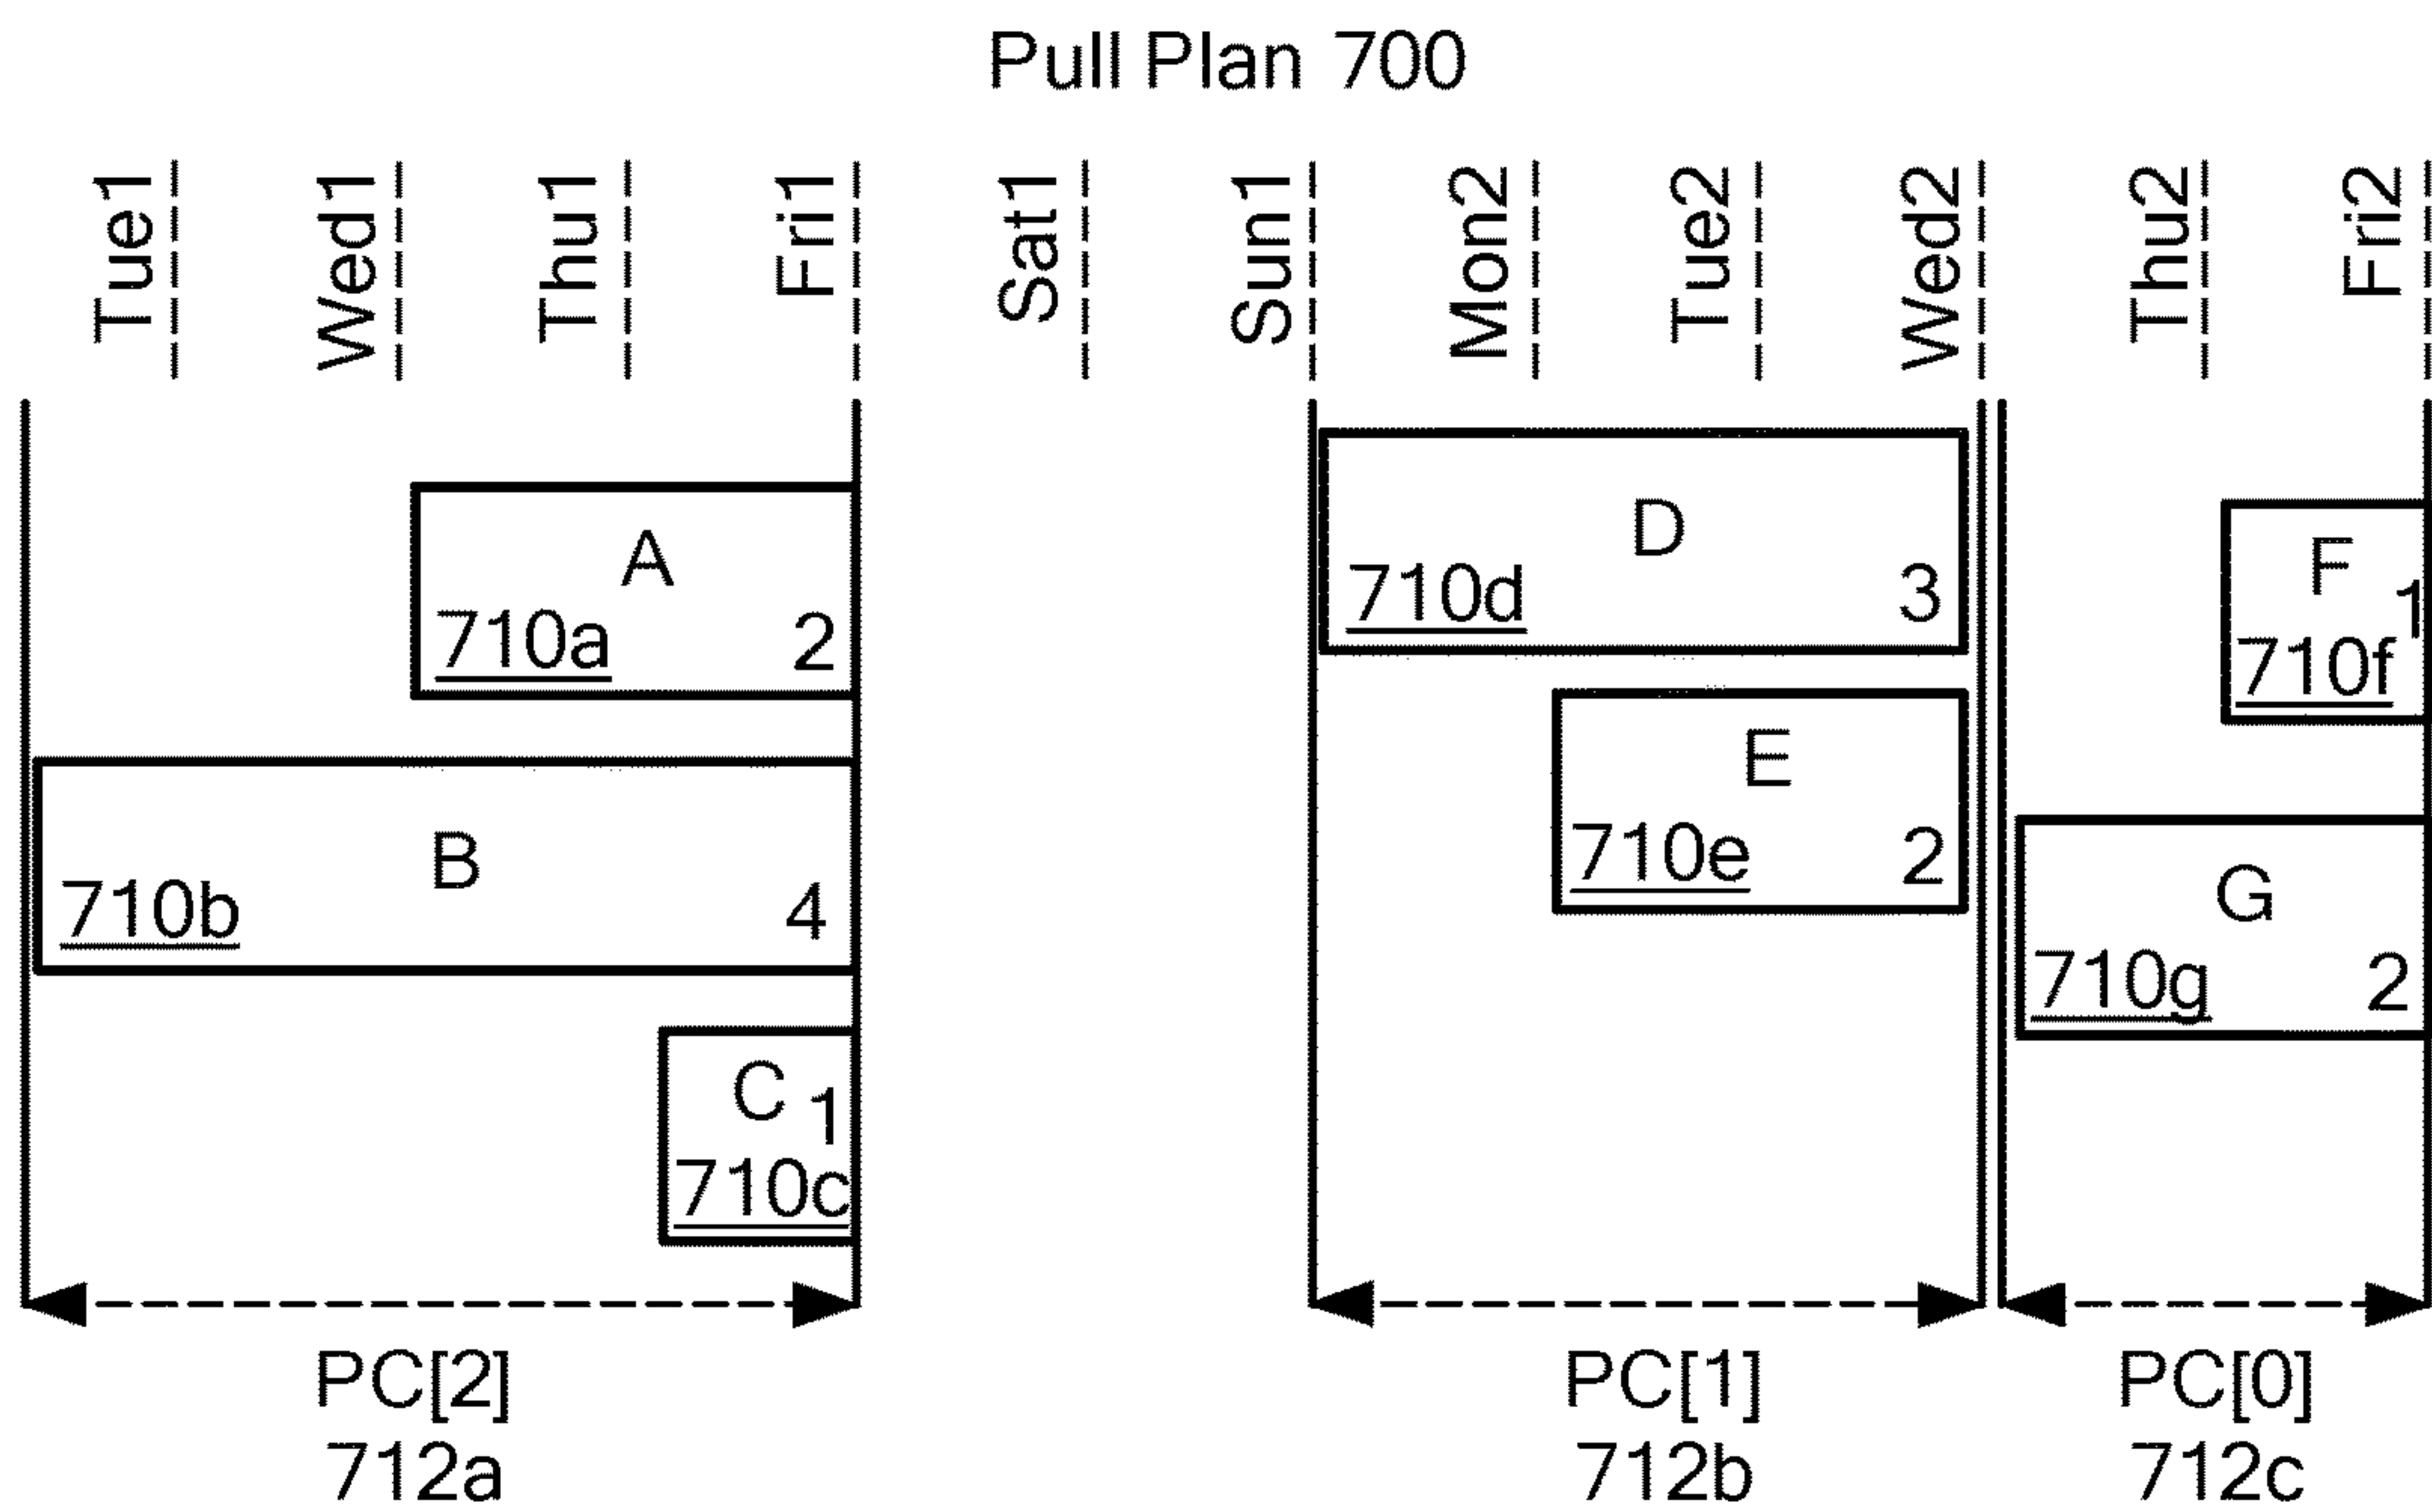 Pull Plan 700
Tue1
Wed1
Thu1
Fri1
Sat1
Sun1
Mon2
Tue2
Wed2
Thu2
Fri2
A
710a 2
B
710b 4
C 1
710c
D
710d 3
E
710e 2
F 1
710f
G
710g 2
PC[2]
712a
PC[1]
712b
PC[0]
712c